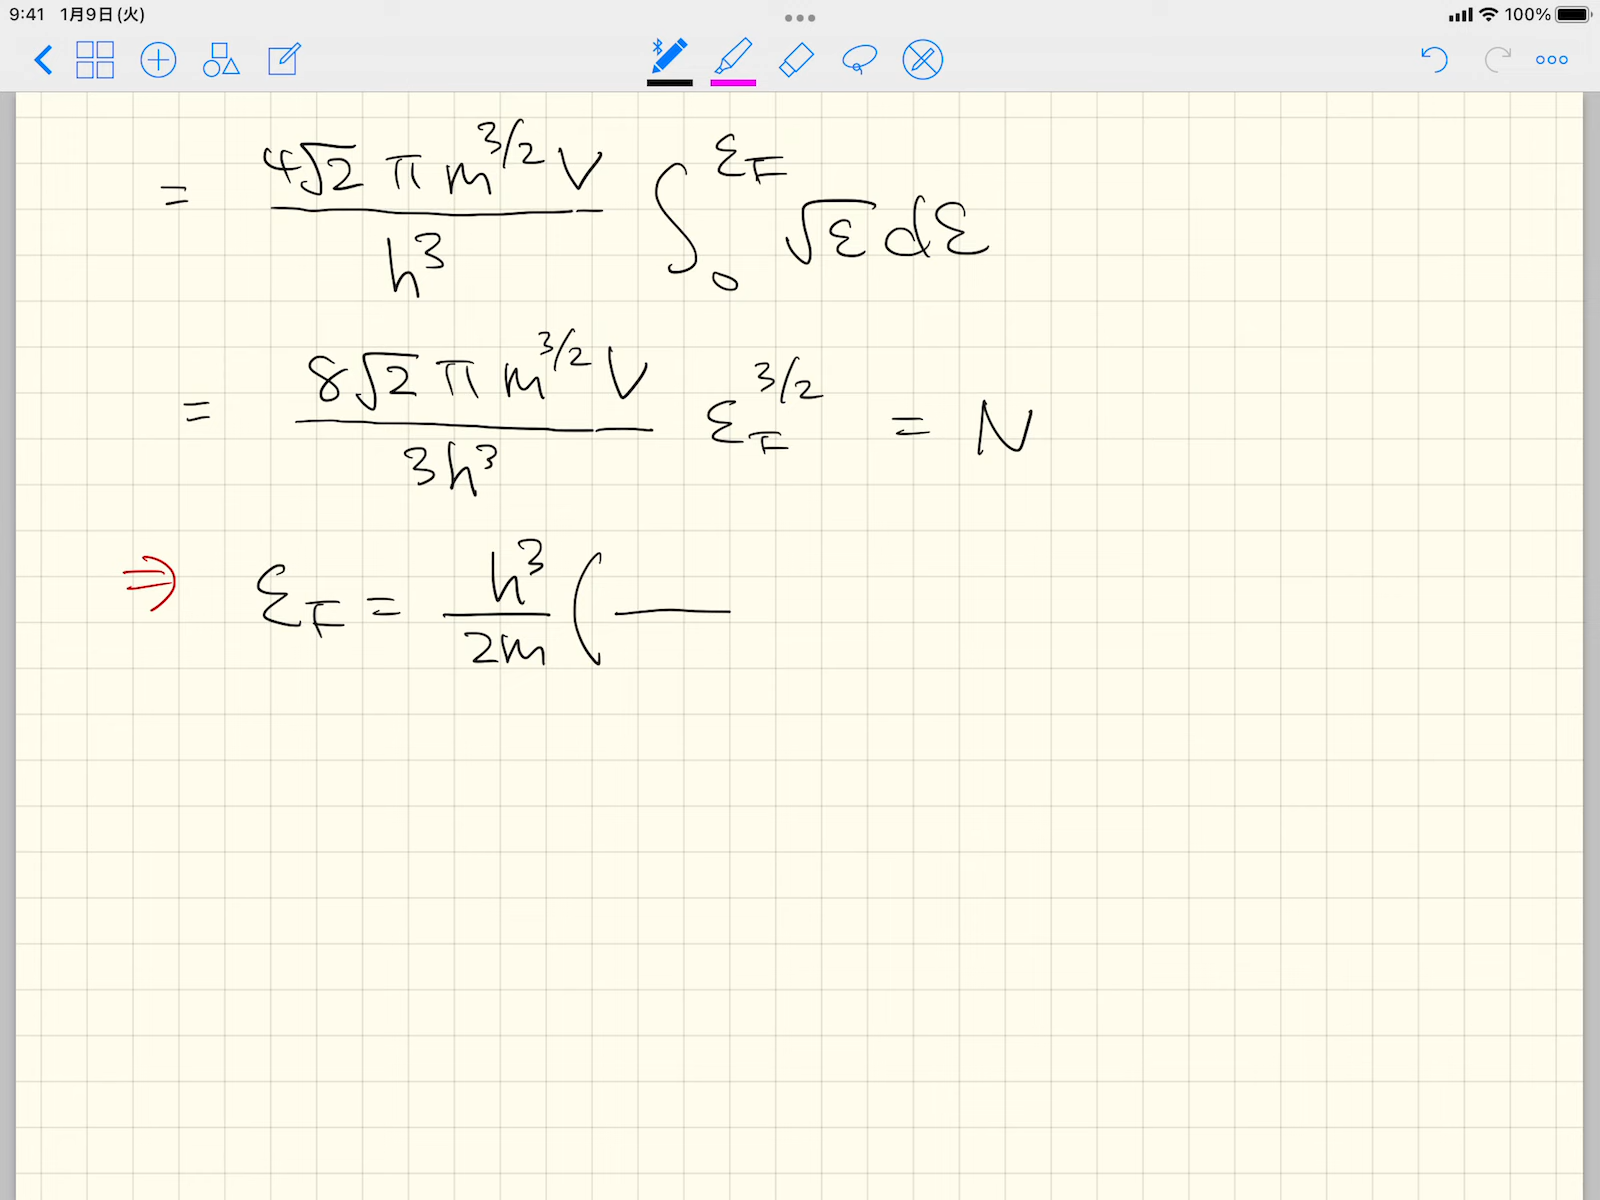 9:41 1月9日(火) 100%
= 4√2 π m^3/2 V / h^3 ∫_0^ε_F √ε dε
= 8√2 π m^3/2 V / 3h^3 ε_F^3/2 = N
⇒ ε_F = h^3 / 2m ( —